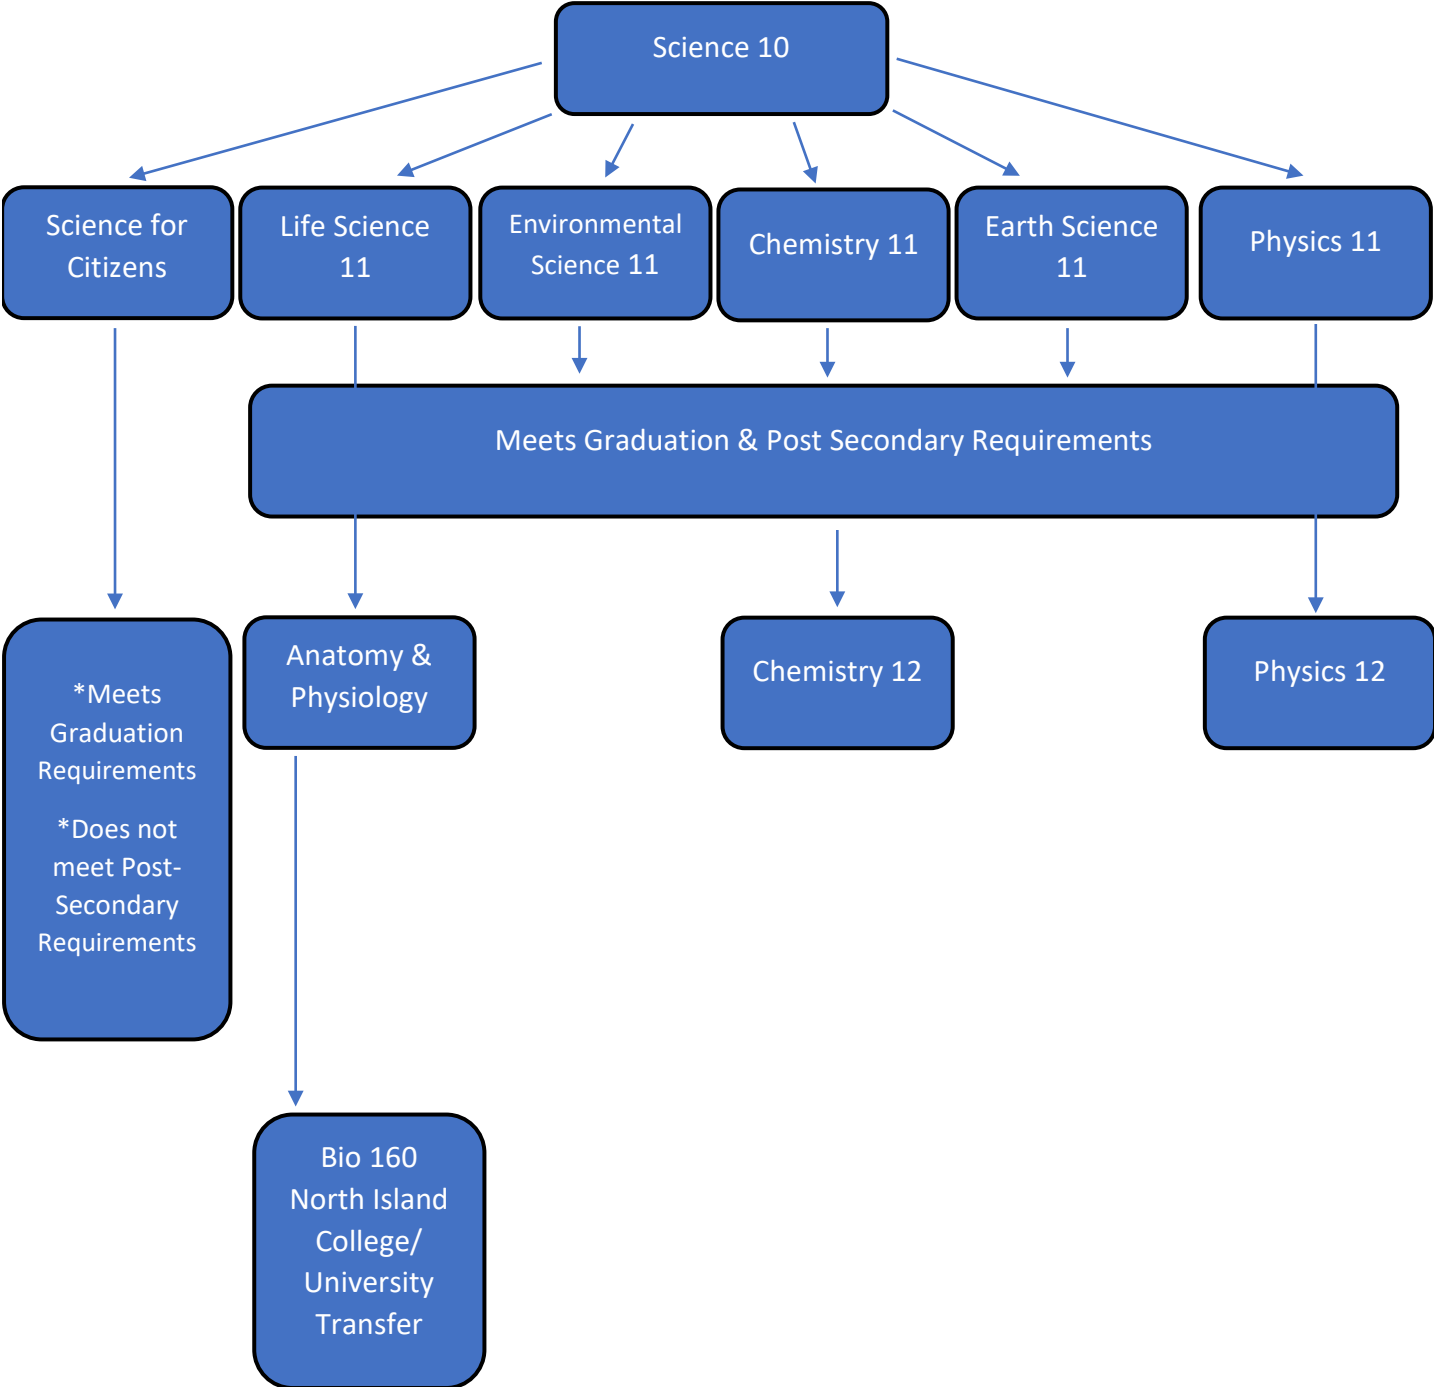 Science 10
Science for
Citizens
Life Science
11
Environmental
Science 11
Chemistry 11
Earth Science
11
Physics 11
Meets Graduation & Post Secondary Requirements
*Meets
Graduation
Requirements
*Does not
meet Post-
Secondary
Requirements
Anatomy &
Physiology
Chemistry 12
Physics 12
Bio 160
North Island
College/
University
Transfer